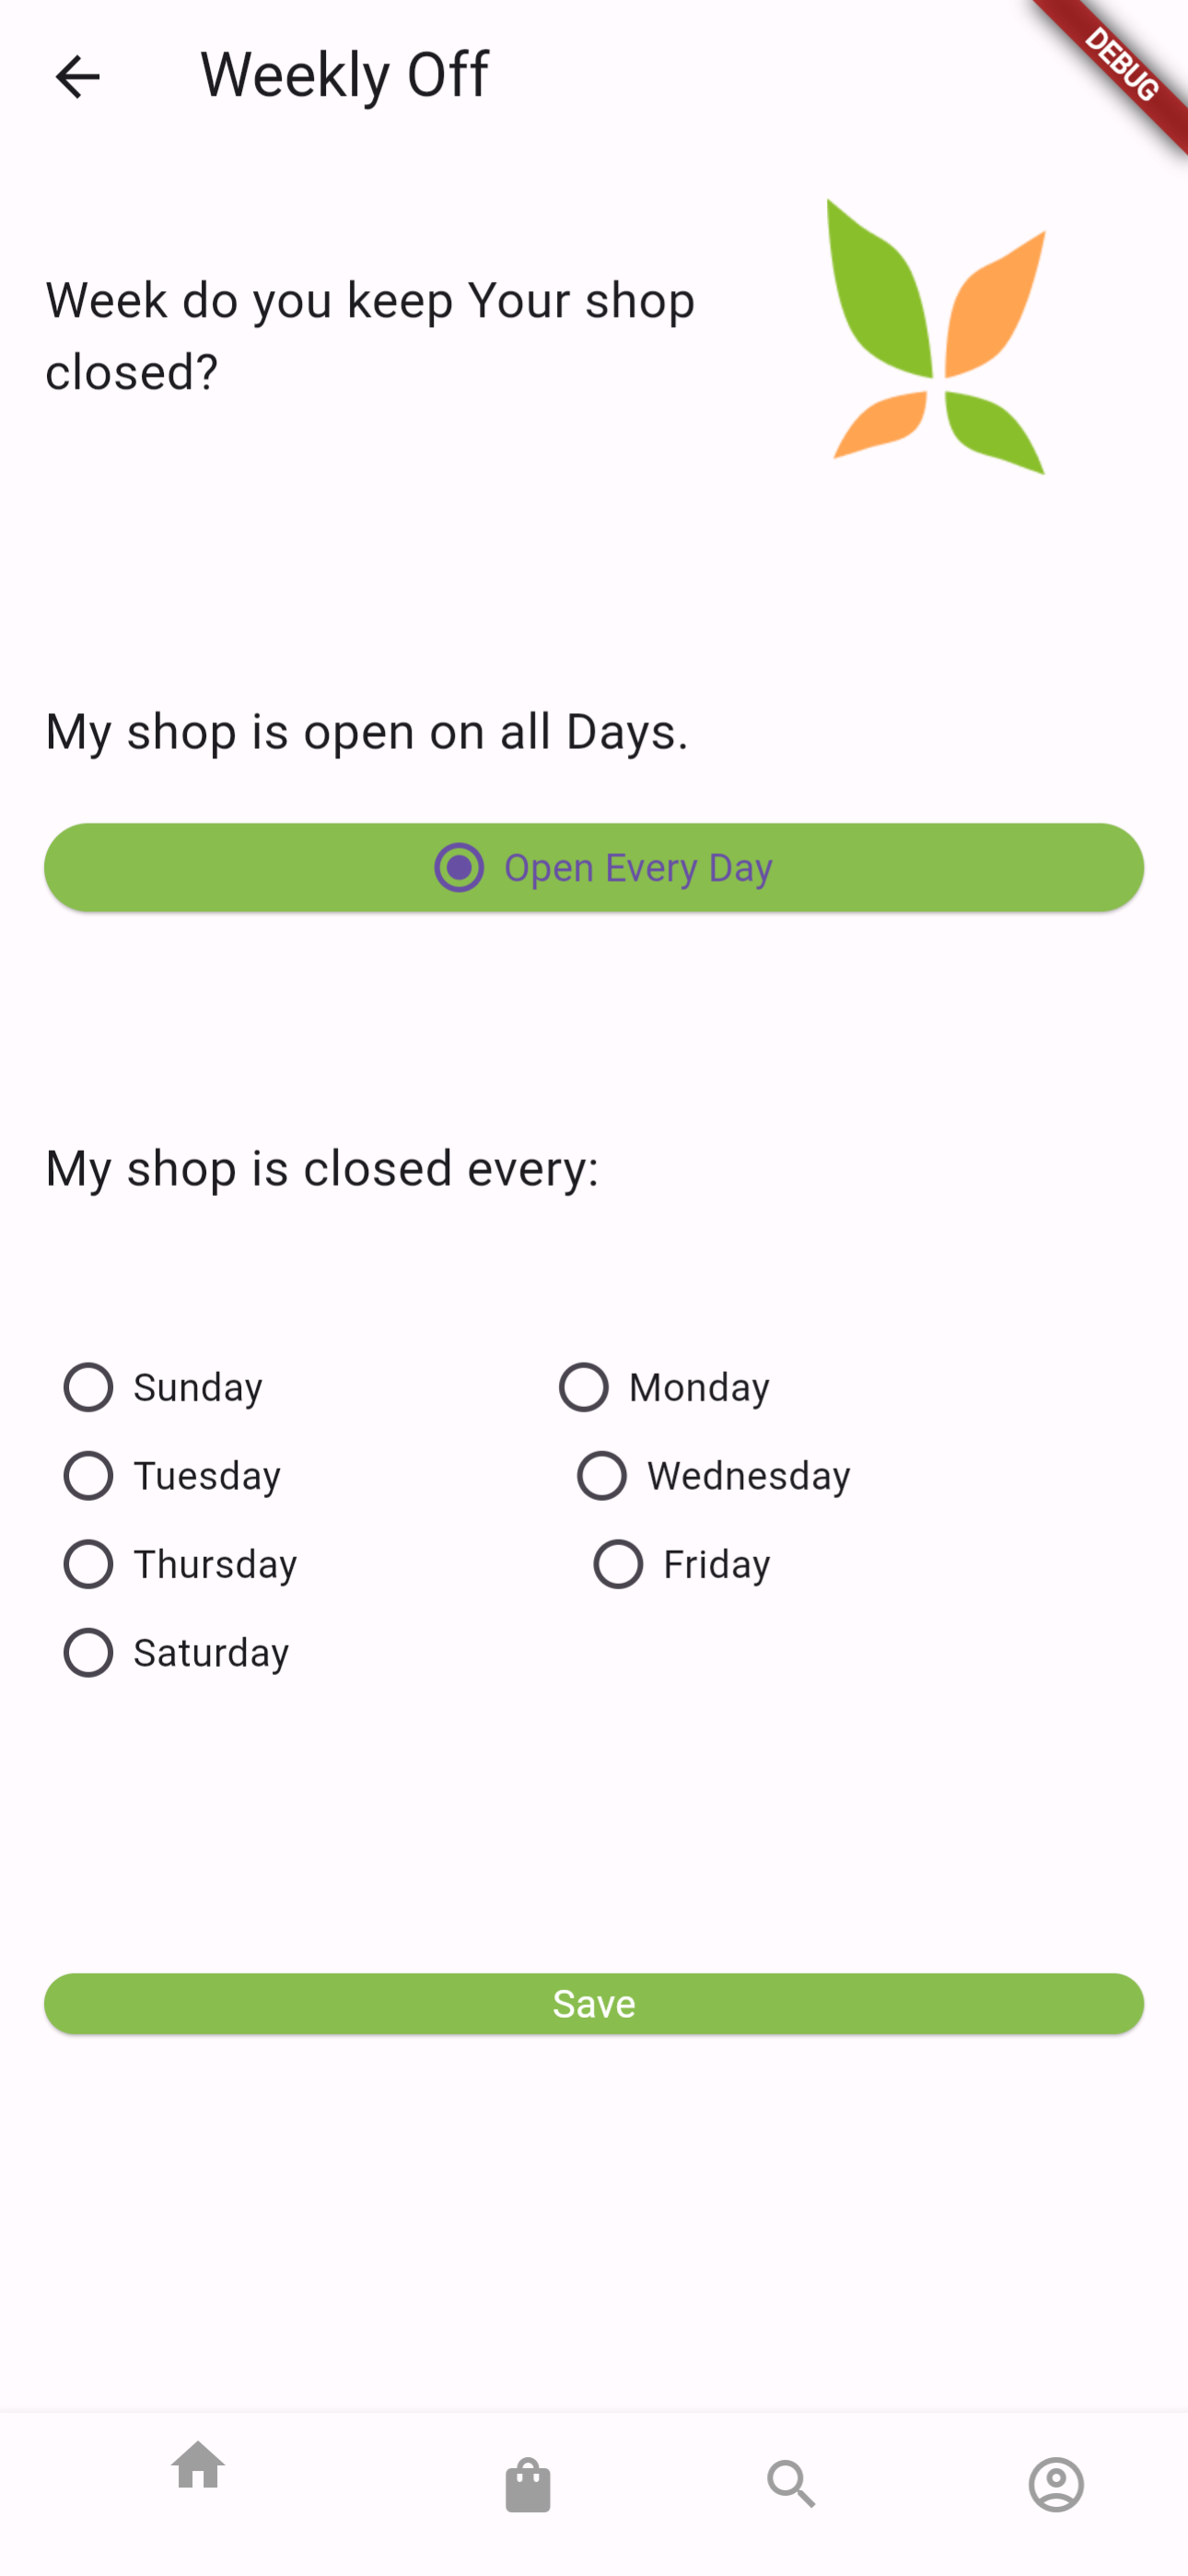 Weekly Off
DEBUG
Week do you keep Your shop
closed?
My shop is open on all Days.
Open Every Day
My shop is closed every:
Sunday
Monday
Tuesday
Wednesday
Thursday
Friday
Saturday
Save